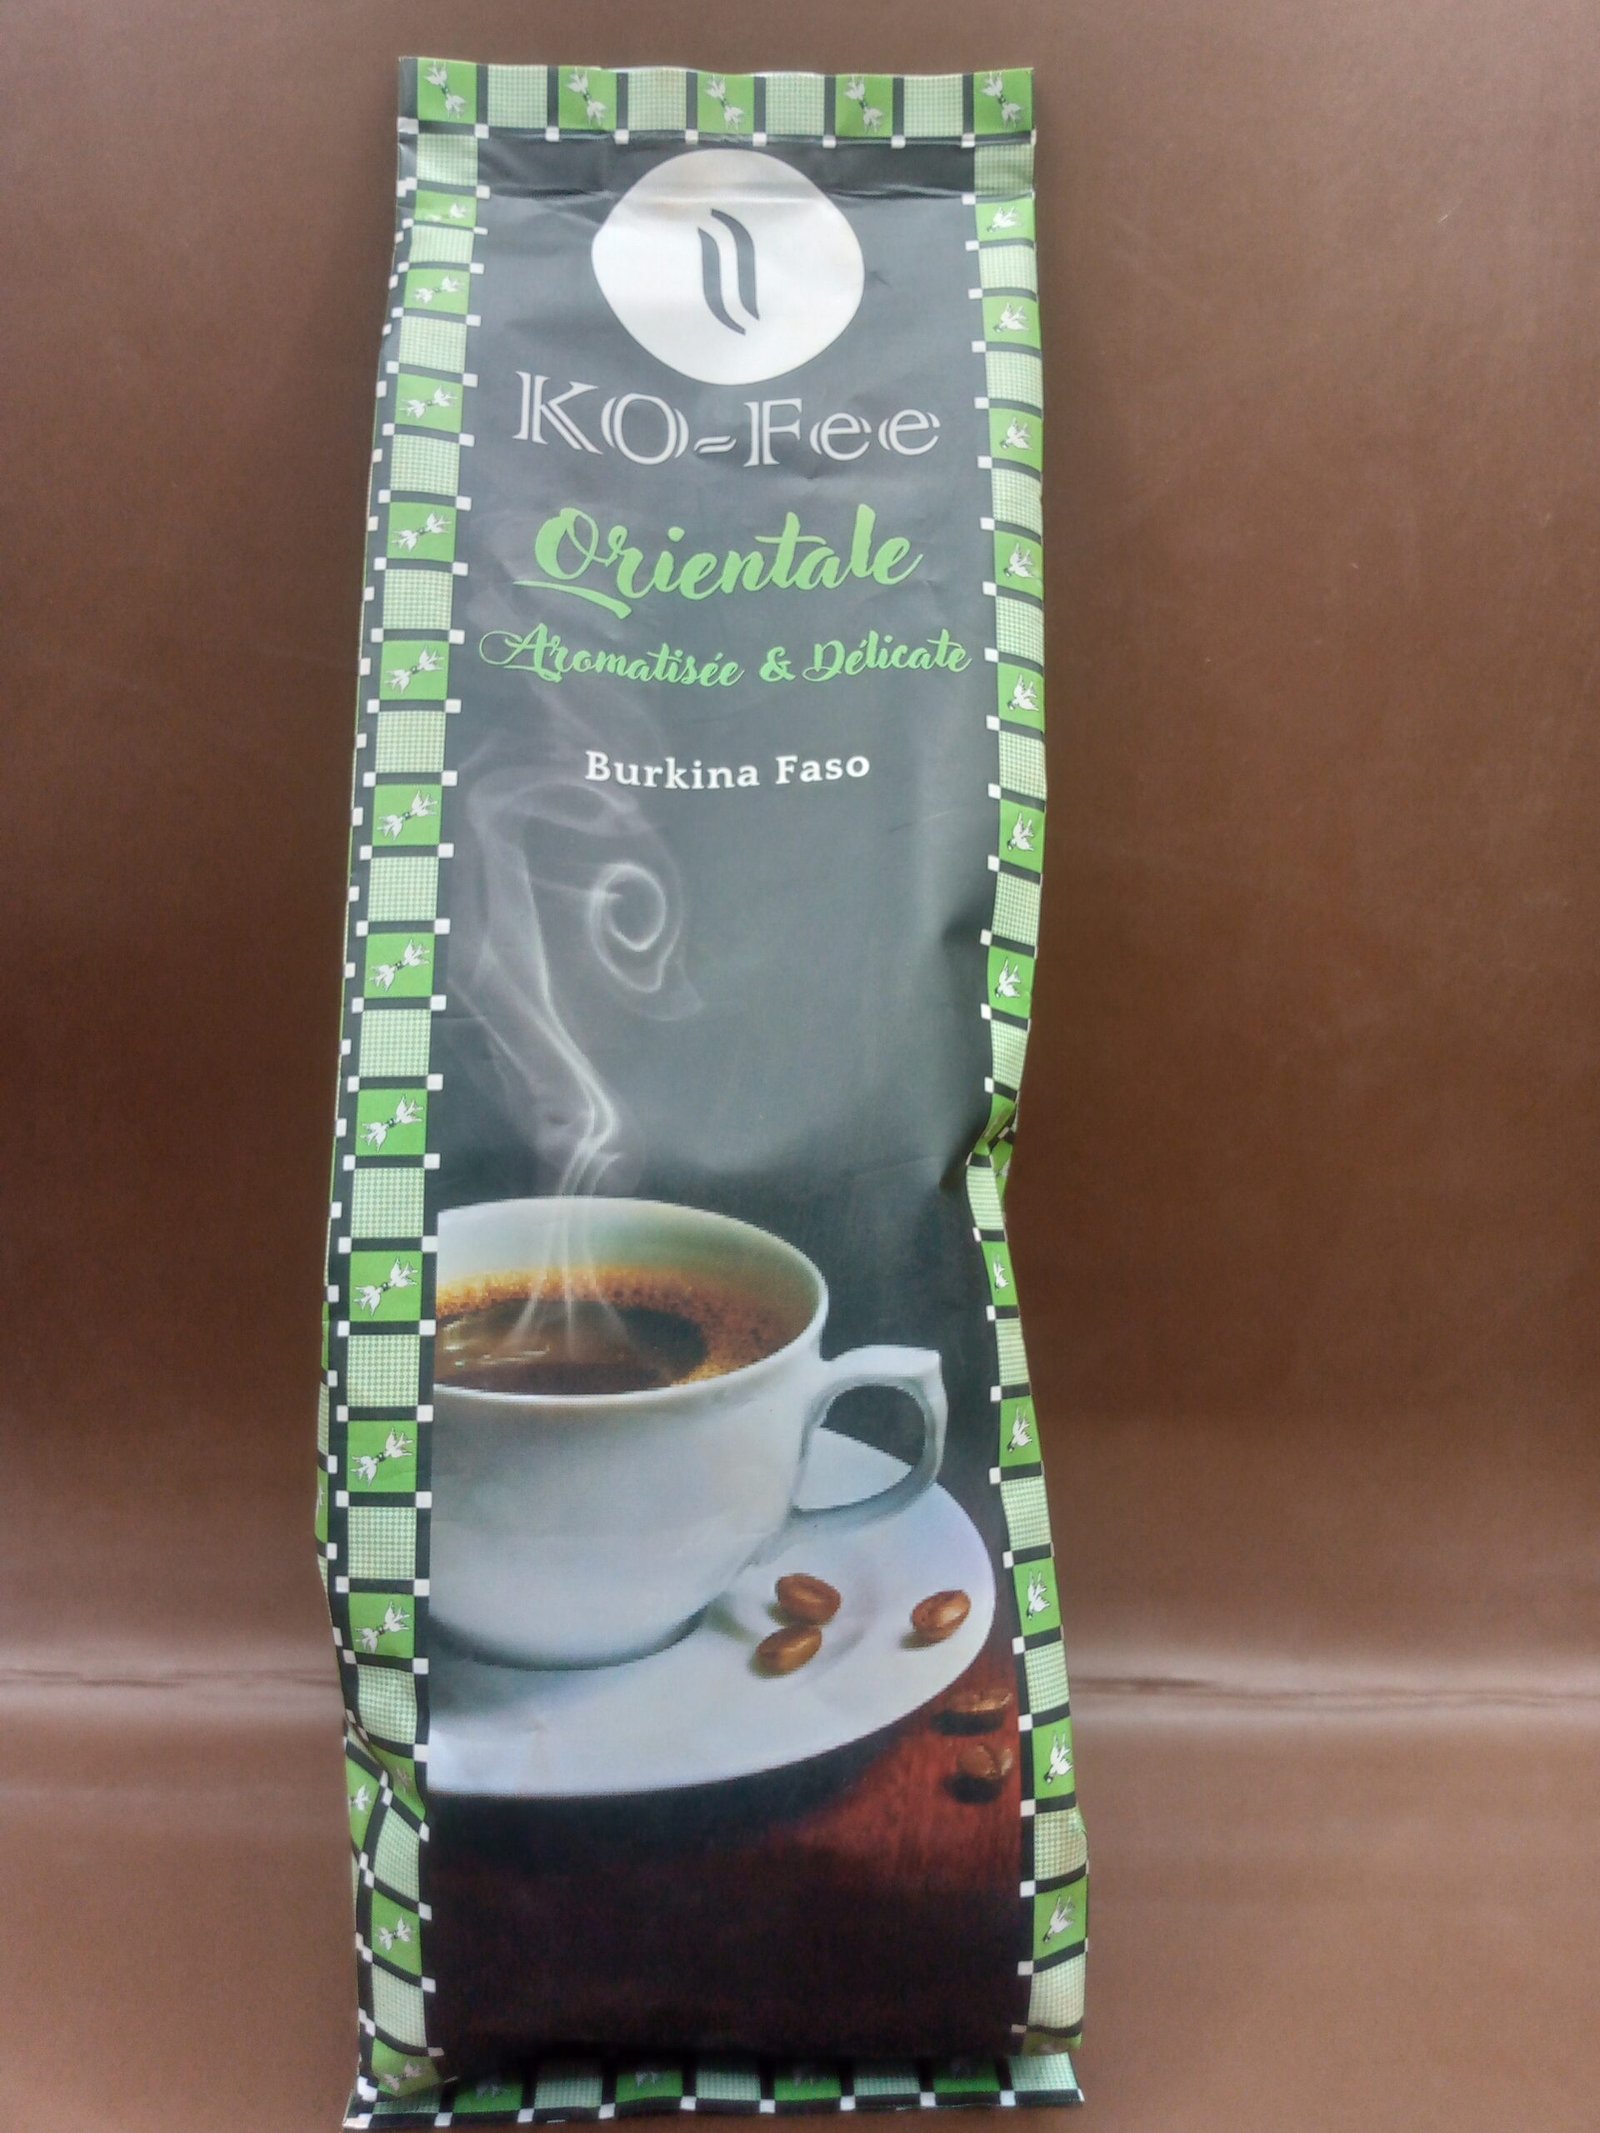 KO-Fee
Orientale
Aromatisée & Délicate
Burkina Faso